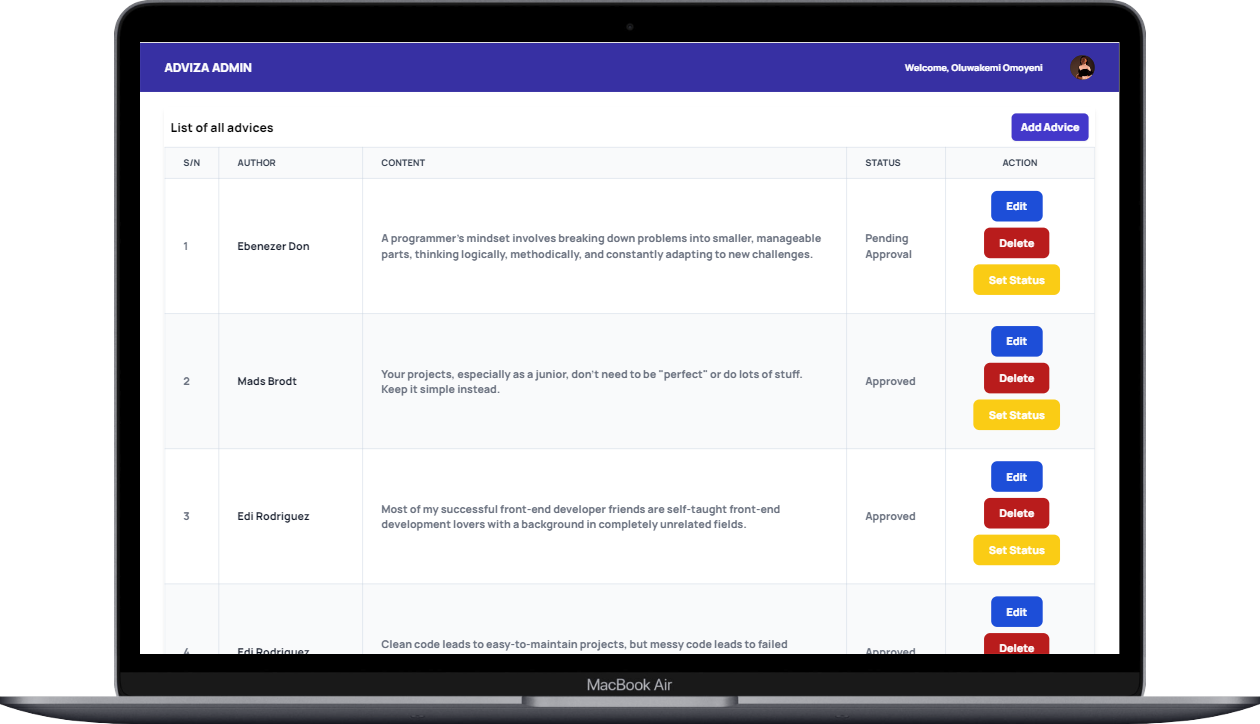 ADVIZA ADMIN
Welcome, Oluwakemi Omoyeni
List of all advices
Add Advice
S/N AUTHOR CONTENT STATUS ACTION
Edit
1 Ebenezer Don A programmer's mindset involves breaking down problems into smaller, manageable
parts, thinking logically, methodically, and constantly adapting to new challenges.
Pending
Approval
Delete
Set Status
Edit
2 Mads Brodt Your projects, especially as a junior, don't need to be "perfect" or do lots of stuff.
Keep it simple instead.
Approved
Delete
Set Status
Edit
3 Edi Rodriguez Most of my successful front-end developer friends are self-taught front-end
development lovers with a background in completely unrelated fields.
Approved
Delete
Set Status
Edit
4 Edi Rodriguez Clean code leads to easy-to-maintain projects, but messy code leads to failed
Approved
Delete
MacBook Air